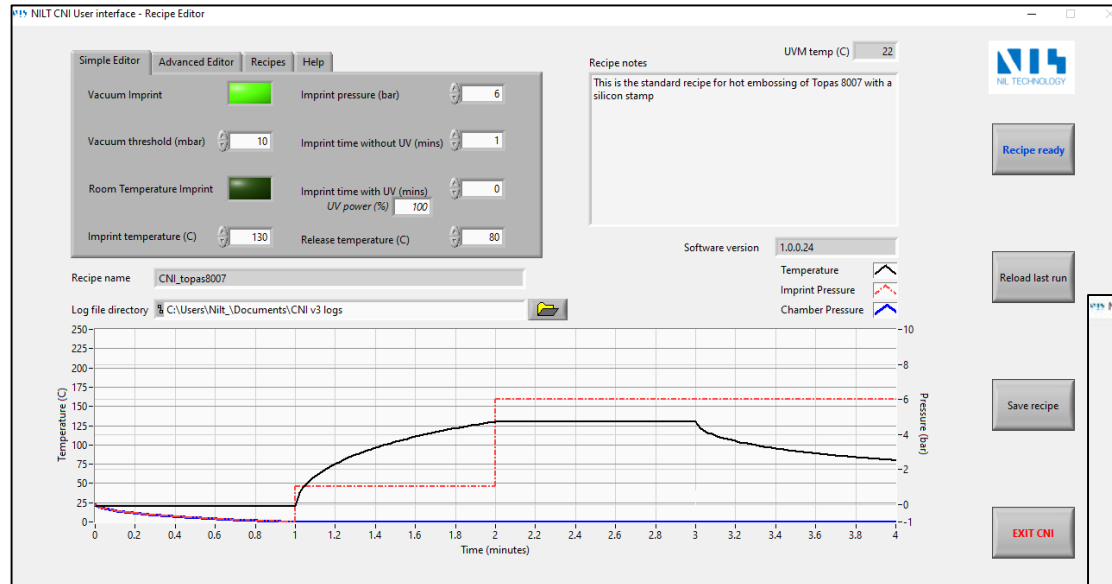 NILT CNI User interface - Recipe Editor
Simple Editor Advanced Editor Recipes Help
Vacuum Imprint
Imprint pressure (bar) 6
Vacuum threshold (mbar) 10
Imprint time without UV (mins) 1
Room Temperature Imprint
Imprint time with UV (mins) 0
UV power (%) 100
Imprint temperature (C) 130
Release temperature (C) 80
UVM temp (C) 22
Recipe notes
This is the standard recipe for hot embossing of Topas 8007 with a
silicon stamp
Software version 1.0.0.24
NIL TECHNOLOGY
Recipe ready
Reload last run
Save recipe
EXIT CNI
Recipe name CNI_topas8007
Log file directory C:\Users\Nilt_\Documents\CNI v3 logs
Temperature
Imprint Pressure
Chamber Pressure
Temperature (C)
250
225
200
175
150
125
100
75
50
25
0
Pressure (bar)
10
8
6
4
2
0
-1
0 0.2 0.4 0.6 0.8 1 1.2 1.4 1.6 1.8 2 2.2 2.4 2.6 2.8 3 3.2 3.4 3.6 3.8 4
Time (minutes)